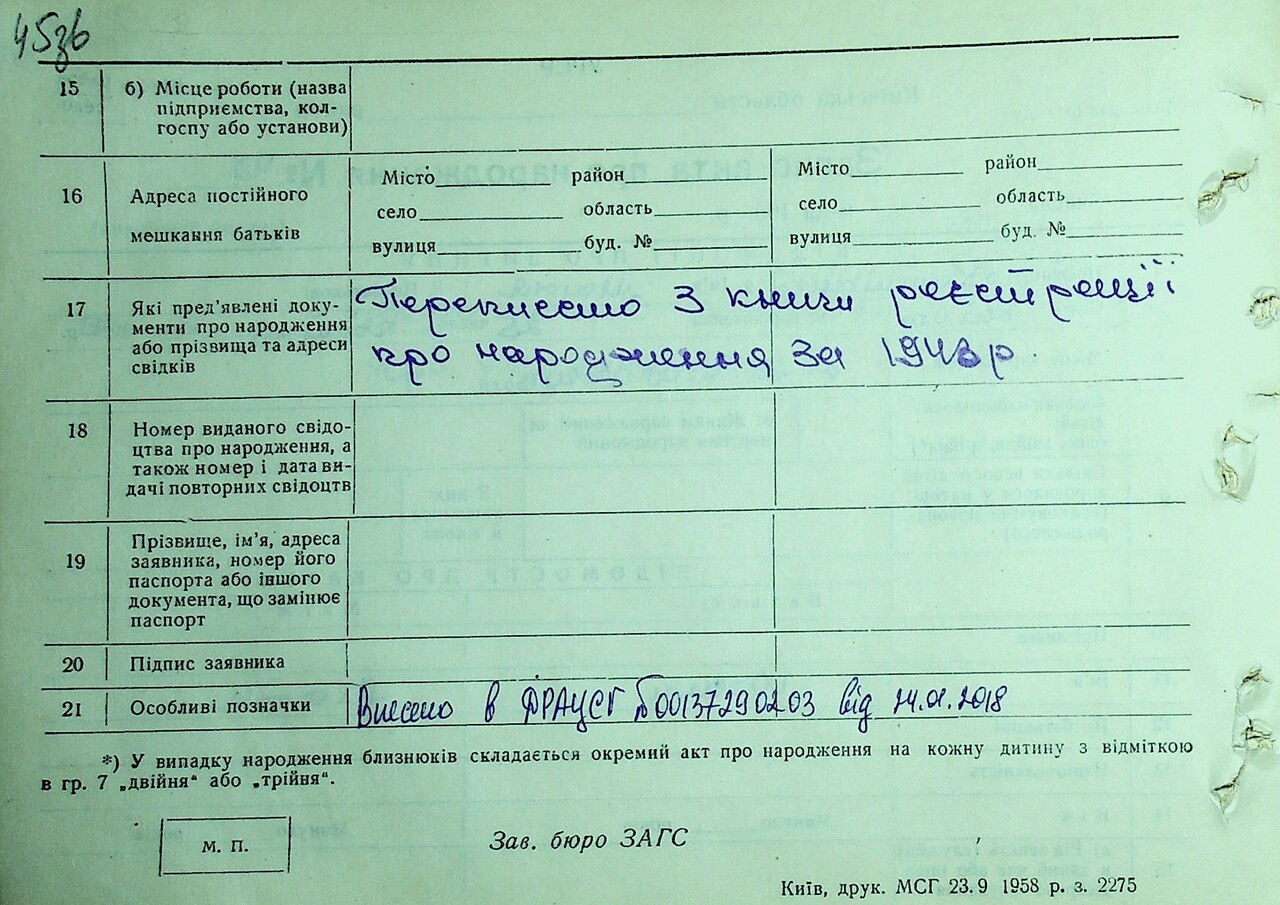 45зв
15 б) Місце роботи (назва
підприємства, кол-
госпу або установи)
16 Адреса постійного
мешкання батьків
Місто район
село область
вулиця буд. №
Місто район
село область
вулиця буд. №
17 Які пред’явлені доку-
менти про народження
або прізвища та адреси
свідків
Переписано з книги реєстрації
про народження за 1943р
18 Номер виданого свідо-
цтва про народження, а
також номер і дата ви-
дачі повторних свідоцтв
19 Прізвище, ім’я, адреса
заявника, номер його
паспорта або іншого
документа, що замінює
паспорт
20 Підпис заявника
21 Особливі позначки
Внесено в ДРАЦСГ Б00137290203 від 24.01.2018
*) У випадку народження близнюків складається окремий акт про народження на кожну дитину з відміткою
в гр. 7 „двійня“ або „трійня“.
м. п.
Зав. бюро ЗАГС
Київ, друк. МСГ 23.9 1958 р. з. 2275